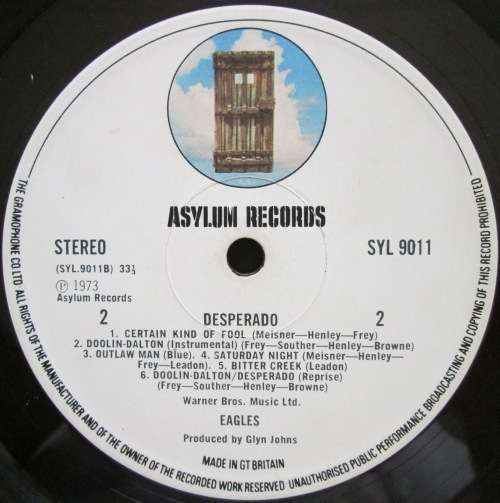 ASYLUM RECORDS
STEREO
SYL 9011
(SYL.9011B) 33⅓
Ⓟ 1973
Asylum Records
2 DESPERADO 2
1. CERTAIN KIND OF FOOL (Meisner—Henley—Frey)
2. DOOLIN-DALTON (Instrumental) (Frey—Souther—Henley—Browne)
3. OUTLAW MAN (Blue). 4. SATURDAY NIGHT (Meisner—Henley—
Frey—Leadon). 5. BITTER CREEK (Leadon)
6. DOOLIN-DALTON/DESPERADO (Reprise)
(Frey—Souther—Henley—Browne)
Warner Bros. Music Ltd.
EAGLES
Produced by Glyn Johns
MADE IN GT BRITAIN
THE GRAMOPHONE CO. LTD ALL RIGHTS OF THE MANUFACTURER AND OF THE OWNER OF THE RECORDED WORK RESERVED · UNAUTHORISED PUBLIC PERFORMANCE BROADCASTING AND COPYING OF THIS RECORD PROHIBITED